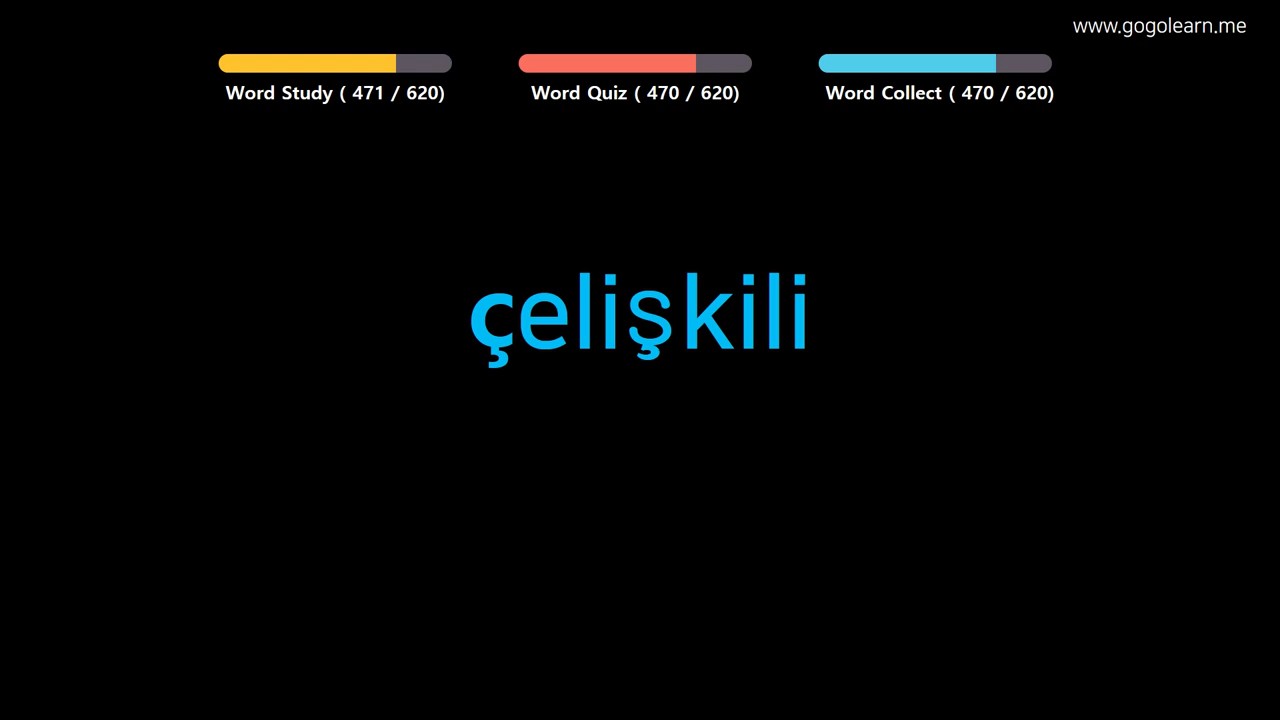 www.gogolearn.me
Word Study ( 471 / 620)
Word Quiz ( 470 / 620)
Word Collect ( 470 / 620)
çelişkili